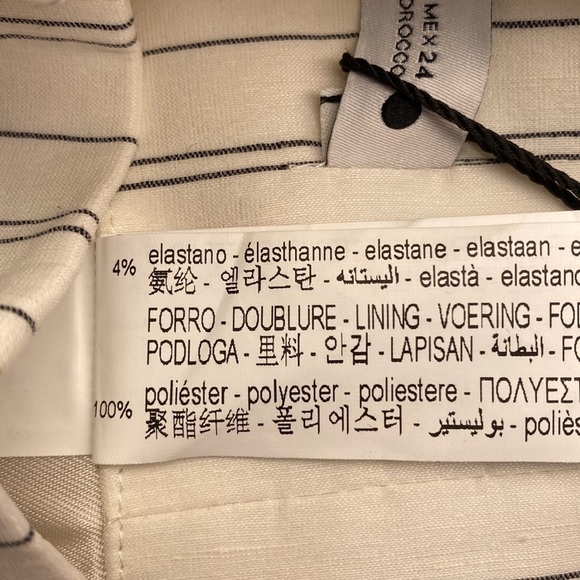 MEX 24
OROCCO
4% elastano - élasthanne - elastane - elastaan - e
氨纶 - 엘라스탄 - اليستانه - elastà - elastano
FORRO - DOUBLURE - LINING - VOERING - FOD
PODLOGA - 里料 - 안감 - LAPISAN - البطانة - FO
100% poliéster - polyester - poliestere - ΠΟΛΥΕΣΤ
聚酯纤维 - 폴리에스터 - بوليستير - poliès